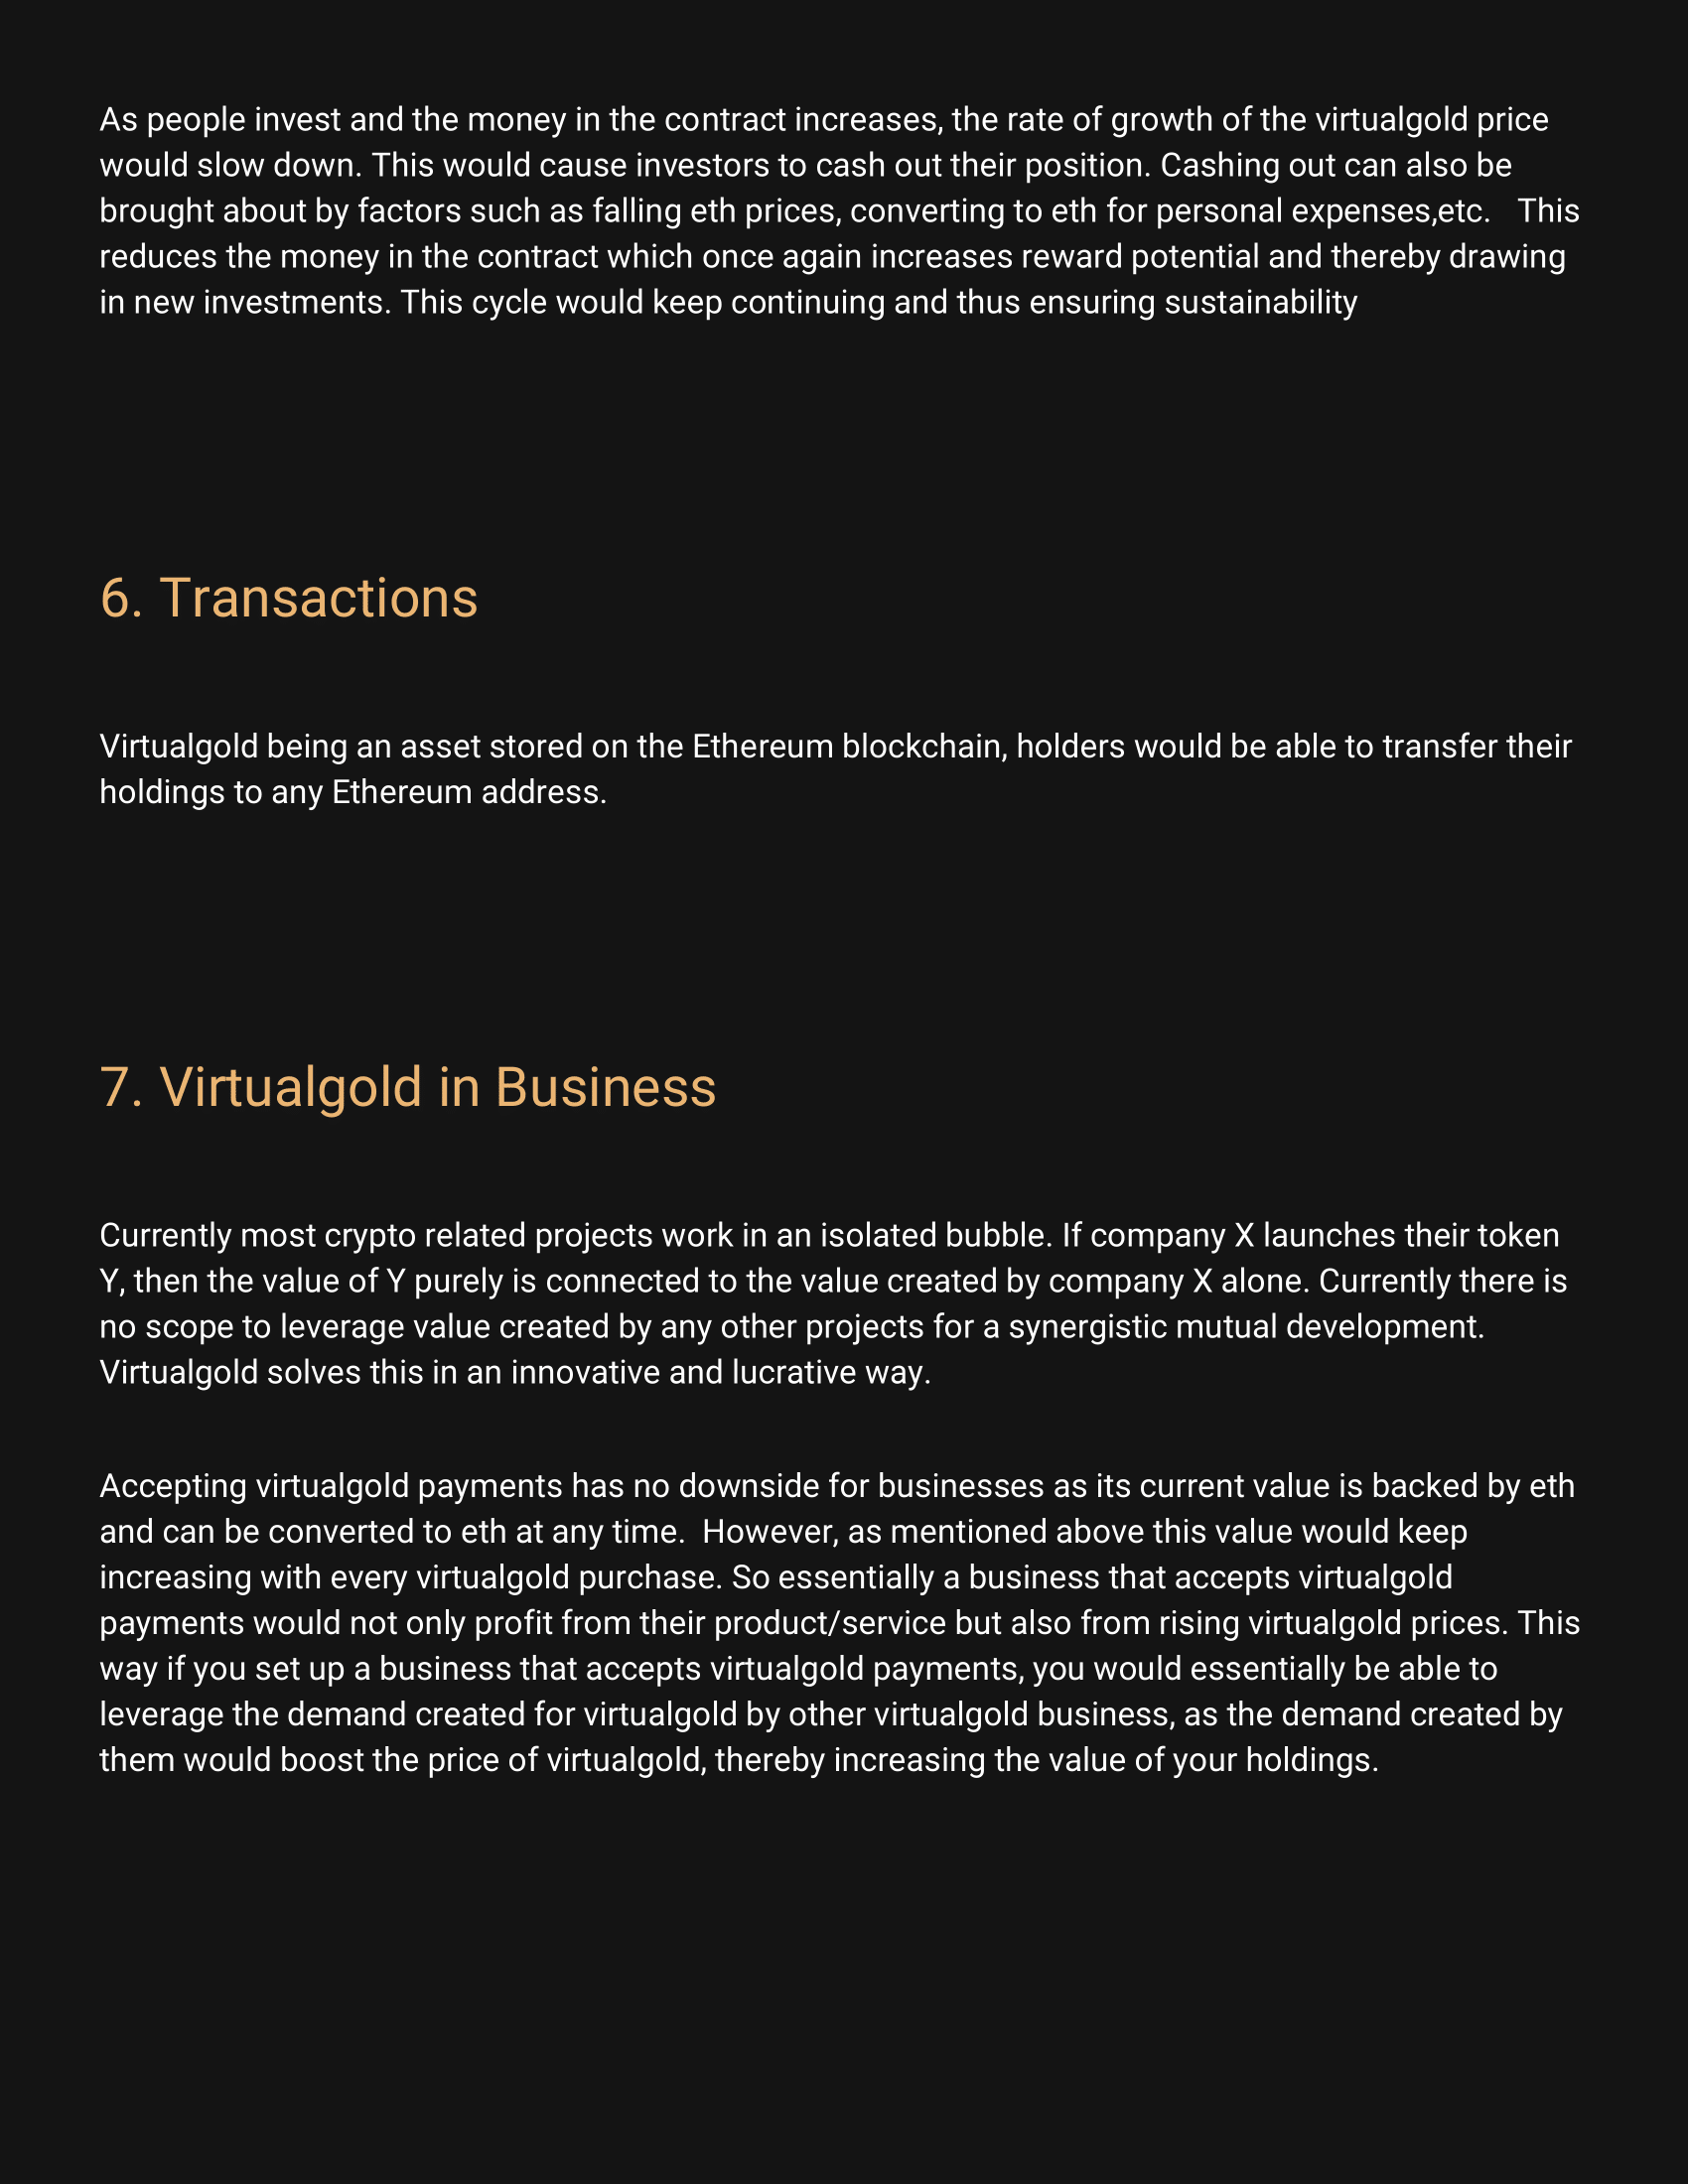 As people invest and the money in the contract increases, the rate of growth of the virtualgold price
would slow down. This would cause investors to cash out their position. Cashing out can also be
brought about by factors such as falling eth prices, converting to eth for personal expenses,etc.   This
reduces the money in the contract which once again increases reward potential and thereby drawing
in new investments. This cycle would keep continuing and thus ensuring sustainability
6. Transactions
Virtualgold being an asset stored on the Ethereum blockchain, holders would be able to transfer their
holdings to any Ethereum address.
7. Virtualgold in Business
Currently most crypto related projects work in an isolated bubble. If company X launches their token
Y, then the value of Y purely is connected to the value created by company X alone. Currently there is
no scope to leverage value created by any other projects for a synergistic mutual development.
Virtualgold solves this in an innovative and lucrative way.
Accepting virtualgold payments has no downside for businesses as its current value is backed by eth
and can be converted to eth at any time.  However, as mentioned above this value would keep
increasing with every virtualgold purchase. So essentially a business that accepts virtualgold
payments would not only profit from their product/service but also from rising virtualgold prices. This
way if you set up a business that accepts virtualgold payments, you would essentially be able to
leverage the demand created for virtualgold by other virtualgold business, as the demand created by
them would boost the price of virtualgold, thereby increasing the value of your holdings.